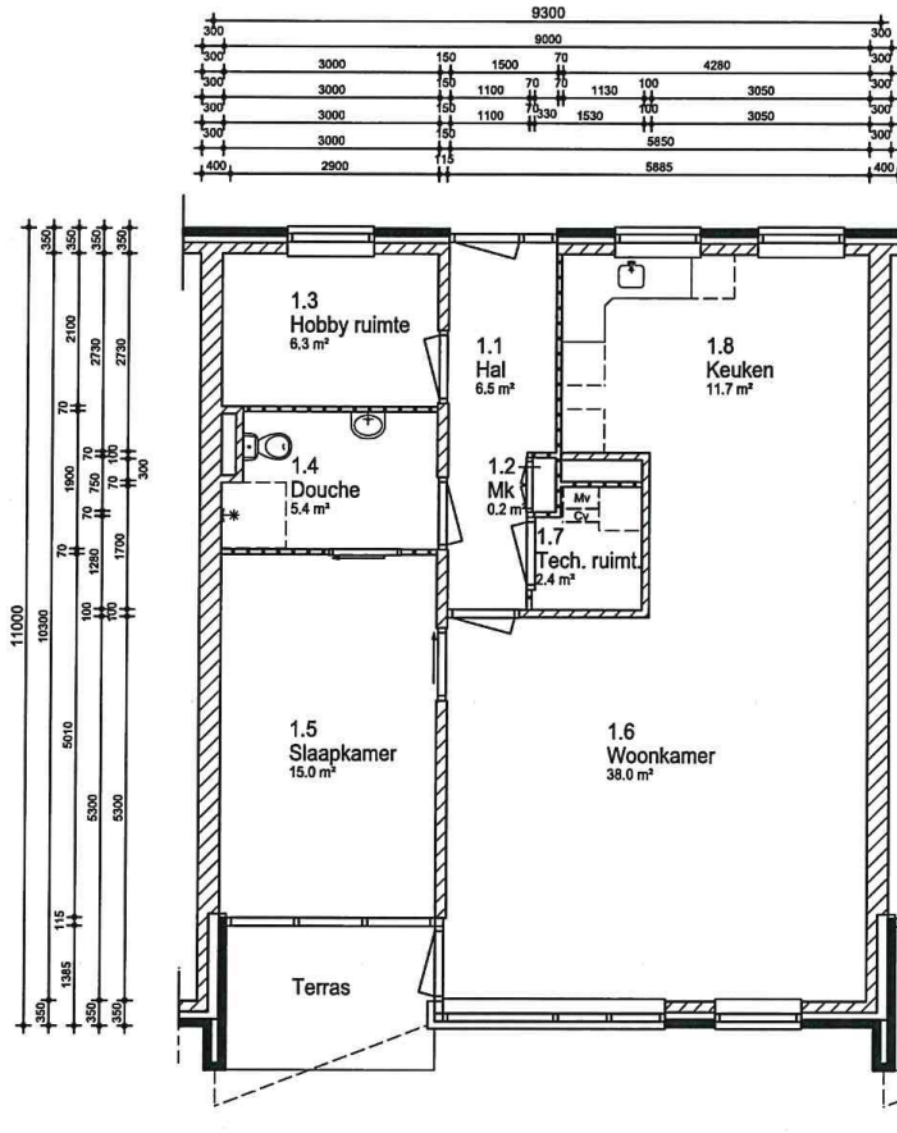 9300
300 9000
300 3000 150 1500 70 4280 300
300 3000 150 1100 70 70 1130 100 3050 300
300 3000 150 1100 70 330 1530 100 3050 300
300 3000 150 5850 300
400 2900 115 5885 400
11000
350 10300 350
350 2100 70 1900 70 5010 115 1385
350 2730 70 750 70 1280 100 5300 350
350 2730 100 300 70 1700 100 5300 350
1.3
Hobby ruimte
6.3 m²
1.1
Hal
6.5 m²
1.8
Keuken
11.7 m²
1.4
Douche
5.4 m²
1.2
Mk
0.2 m²
Mv
Cv
1.7
Tech. ruimt.
2.4 m²
1.5
Slaapkamer
15.0 m²
1.6
Woonkamer
38.0 m²
Terras